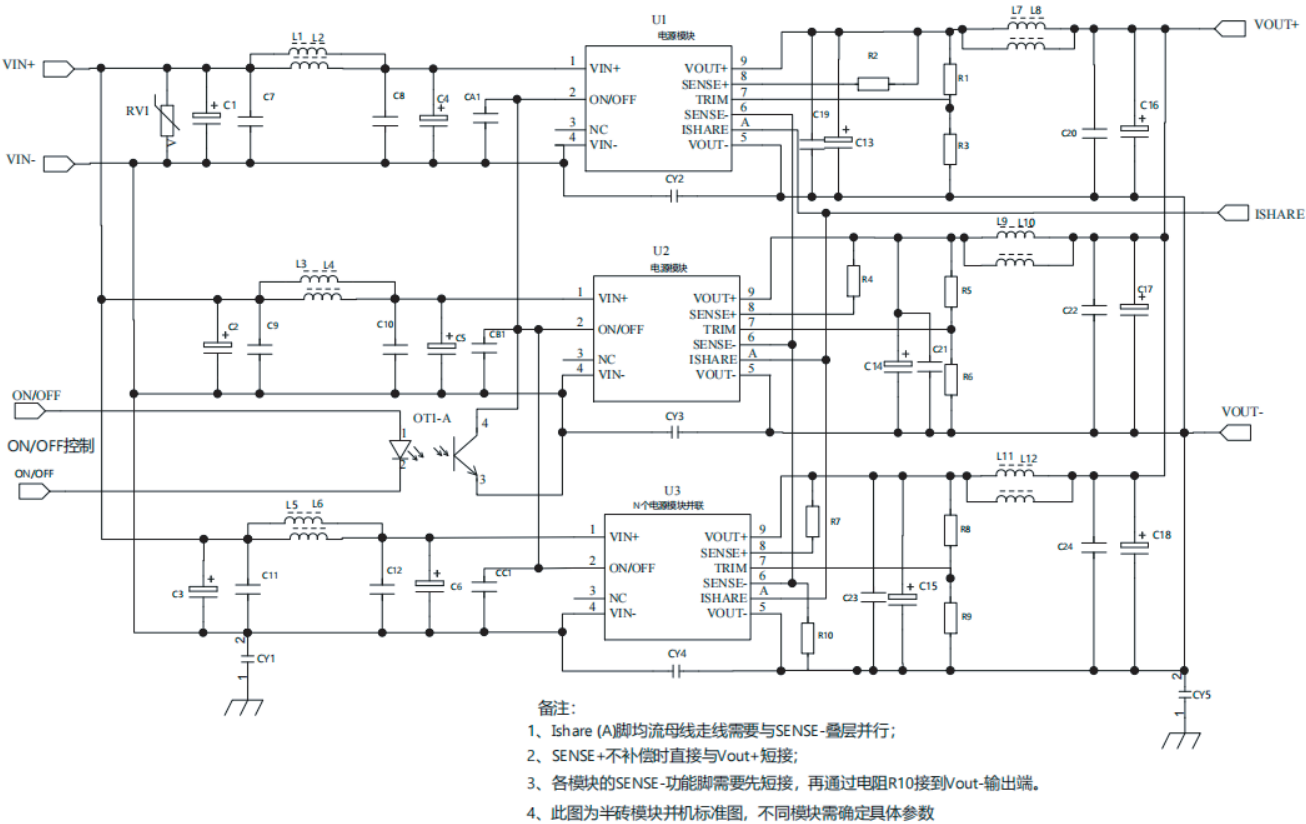 L7 L8
U1
电源模块
VOUT+
L1 L2
R2
VIN+
1 VIN+ VOUT+ 9
SENSE+ 8
R1
C1 C7 C8 C4 CA1
2 ON/OFF TRIM 7
RVI
SENSE- 6
C19 C16
3 NC ISHARE A
C20
V
4 VIN- VOUT- 5
C13 R3
VIN-
CY2
ISHARE
L9 L10
U2
电源模块
L3 L4
R4 R5
1 VIN+ VOUT+ 9
C17
SENSE+ 8
C22
C2 C9 C10 C5 CB1
2 ON/OFF TRIM 7
SENSE- 6
C21
3 NC ISHARE A
C14 R6
4 VIN- VOUT- 5
ON/OFF
OTI-A
4
CY3
VOUT-
1
ON/OFF控制
2
L11 L12
ON/OFF
3
U3
N个电源模块并联
L5 L6
R7 R8
1 VIN+ VOUT+ 9
C18
SENSE+ 8
C24
C3 C11 C12 C6 CC1
2 ON/OFF TRIM 7
SENSE- 6
C15
3 NC ISHARE A
C23
4 VIN- VOUT- 5
R9
R10
2
CY4
CY1
1
2
CY5
1
备注：
1、Ishare (A)脚均流母线走线需要与SENSE-叠层并行；
2、SENSE+不补偿时直接与Vout+短接；
3、各模块的SENSE-功能脚需要先短接，再通过电阻R10接到Vout-输出端。
4、此图为半砖模块并机标准图，不同模块需确定具体参数